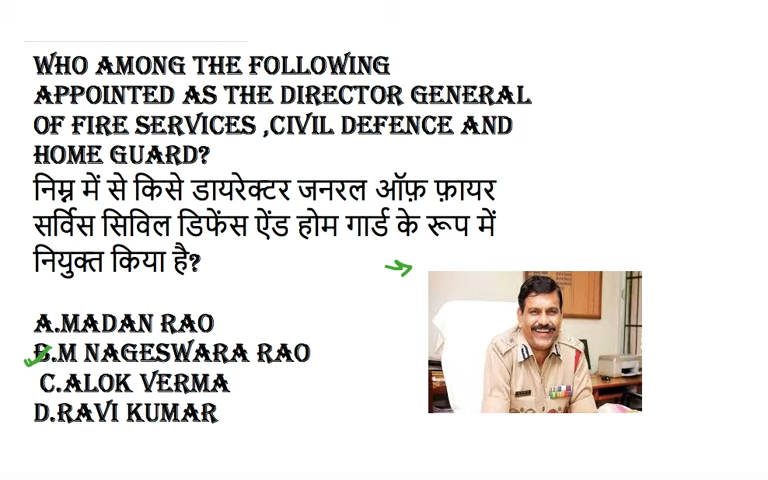 WHO AMONG THE FOLLOWING
APPOINTED AS THE DIRECTOR GENERAL
OF FIRE SERVICES ,CIVIL DEFENCE AND
HOME GUARD?
निम्न में से किसे डायरेक्टर जनरल ऑफ़ फ़ायर
सर्विस सिविल डिफेंस ऐंड होम गार्ड के रूप में
नियुक्त किया है?
A.MADAN RAO
B.M NAGESWARA RAO
C.ALOK VERMA
D.RAVI KUMAR